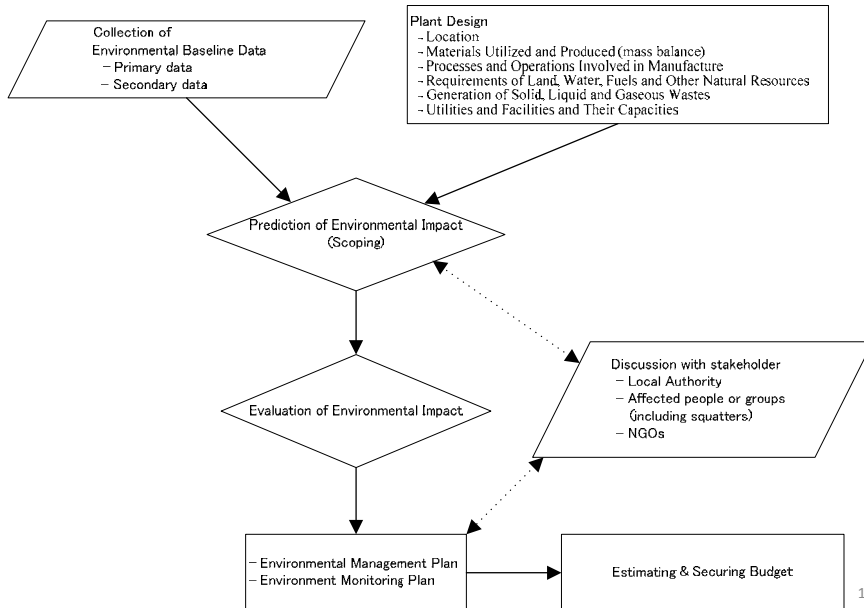 Collection of
Environmental Baseline Data
- Primary data
- Secondary data
Plant Design
- Location
- Materials Utilized and Produced (mass balance)
- Processes and Operations Involved in Manufacture
- Requirements of Land, Water, Fuels and Other Natural Resources
- Generation of Solid, Liquid and Gaseous Wastes
- Utilities and Facilities and Their Capacities
Prediction of Environmental Impact
(Scoping)
Discussion with stakeholder
- Local Authority
- Affected people or groups
(including squatters)
- NGOs
Evaluation of Environmental Impact
- Environmental Management Plan
- Environment Monitoring Plan
Estimating & Securing Budget
1